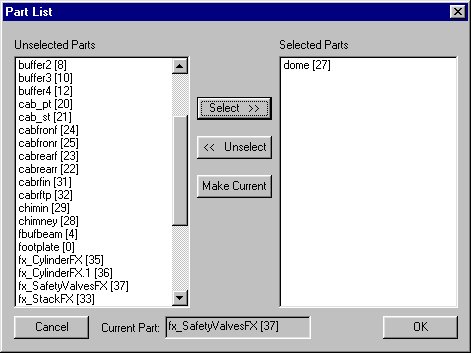 Part List
Unselected Parts
Selected Parts
buffer2 [8]
buffer3 [10]
buffer4 [12]
cab_pt [20]
cab_st [21]
cabfronf [24]
cabfronr [25]
cabrearf [23]
cabrearr [22]
cabrfin [31]
cabrftp [32]
chimin [29]
chimney [28]
fbufbeam [4]
footplate [0]
fx_CylinderFX [35]
fx_CylinderFX.1 [36]
fx_SafetyValvesFX [37]
fx_StackFX [33]
Select >>
<< Unselect
Make Current
dome [27]
Cancel
Current Part:
fx_SafetyValvesFX [37]
OK